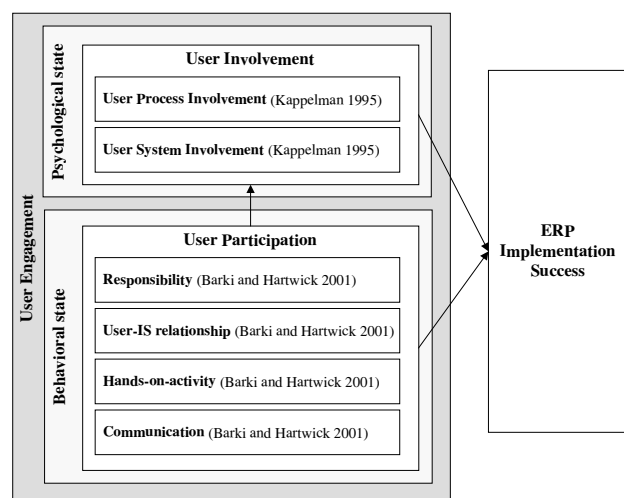 User Engagement
Psychological state
User Involvement
User Process Involvement (Kappelman 1995)
User System Involvement (Kappelman 1995)
Behavioral state
User Participation
Responsibility (Barki and Hartwick 2001)
User-IS relationship (Barki and Hartwick 2001)
Hands-on-activity (Barki and Hartwick 2001)
Communication (Barki and Hartwick 2001)
ERP
Implementation
Success